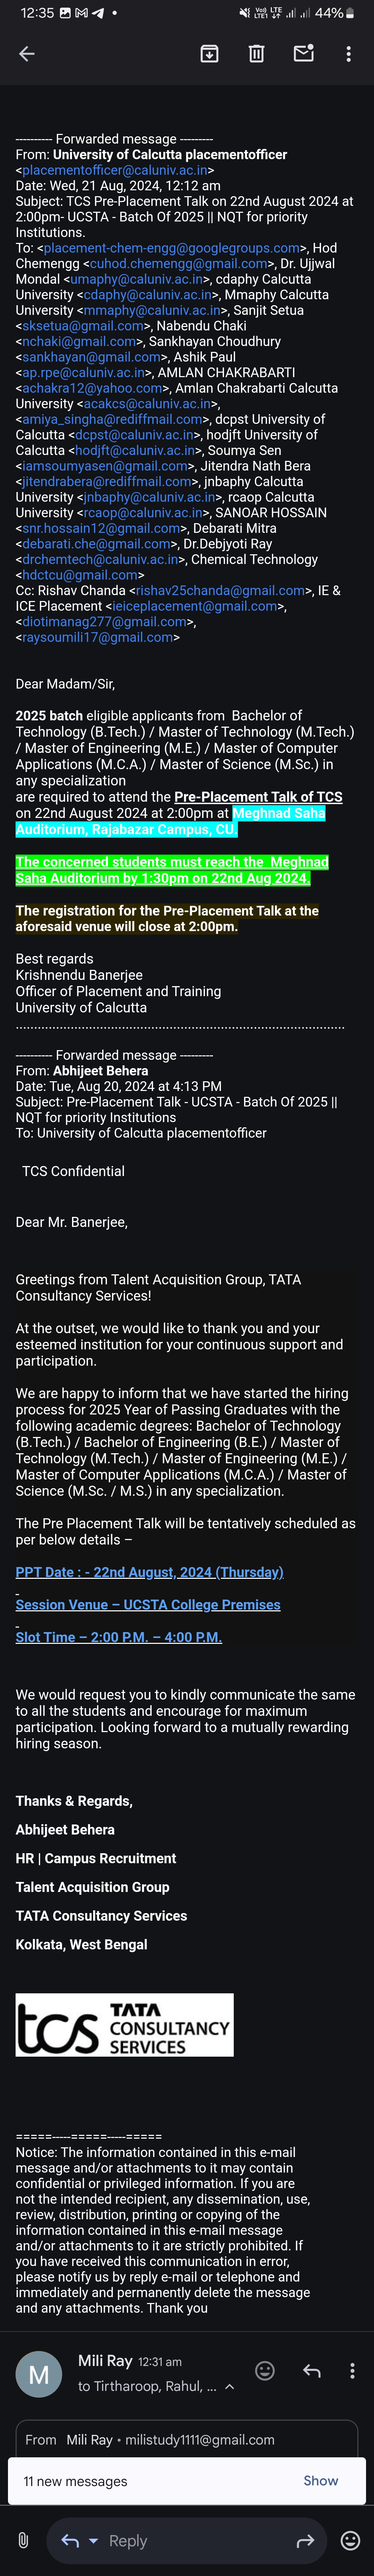 12:35
Vo) LTE
LTE1
44%
---------- Forwarded message ---------
From: University of Calcutta placementofficer
<placementofficer@caluniv.ac.in>
Date: Wed, 21 Aug, 2024, 12:12 am
Subject: TCS Pre-Placement Talk on 22nd August 2024 at
2:00pm- UCSTA - Batch Of 2025 || NQT for priority
Institutions.
To: <placement-chem-engg@googlegroups.com>, Hod
Chemengg <cuhod.chemengg@gmail.com>, Dr. Ujjwal
Mondal <umaphy@caluniv.ac.in>, cdaphy Calcutta
University <cdaphy@caluniv.ac.in>, Mmaphy Calcutta
University <mmaphy@caluniv.ac.in>, Sanjit Setua
<sksetua@gmail.com>, Nabendu Chaki
<nchaki@gmail.com>, Sankhayan Choudhury
<sankhayan@gmail.com>, Ashik Paul
<ap.rpe@caluniv.ac.in>, AMLAN CHAKRABARTI
<achakra12@yahoo.com>, Amlan Chakrabarti Calcutta
University <acakcs@caluniv.ac.in>,
<amiya_singha@rediffmail.com>, dcpst University of
Calcutta <dcpst@caluniv.ac.in>, hodjft University of
Calcutta <hodjft@caluniv.ac.in>, Soumya Sen
<iamsoumyasen@gmail.com>, Jitendra Nath Bera
<jitendrabera@rediffmail.com>, jnbaphy Calcutta
University <jnbaphy@caluniv.ac.in>, rcaop Calcutta
University <rcaop@caluniv.ac.in>, SANOAR HOSSAIN
<snr.hossain12@gmail.com>, Debarati Mitra
<debarati.che@gmail.com>, Dr.Debjyoti Ray
<drchemtech@caluniv.ac.in>, Chemical Technology
<hdctcu@gmail.com>
Cc: Rishav Chanda <rishav25chanda@gmail.com>, IE &
ICE Placement <ieiceplacement@gmail.com>,
<diotimanag277@gmail.com>,
<raysoumili17@gmail.com>
Dear Madam/Sir,
2025 batch eligible applicants from Bachelor of
Technology (B.Tech.) / Master of Technology (M.Tech.)
/ Master of Engineering (M.E.) / Master of Computer
Applications (M.C.A.) / Master of Science (M.Sc.) in
any specialization
are required to attend the Pre-Placement Talk of TCS
on 22nd August 2024 at 2:00pm at Meghnad Saha
Auditorium, Rajabazar Campus, CU.
The concerned students must reach the Meghnad
Saha Auditorium by 1:30pm on 22nd Aug 2024.
The registration for the Pre-Placement Talk at the
aforesaid venue will close at 2:00pm.
Best regards
Krishnendu Banerjee
Officer of Placement and Training
University of Calcutta
..........................................................................................
---------- Forwarded message ---------
From: Abhijeet Behera
Date: Tue, Aug 20, 2024 at 4:13 PM
Subject: Pre-Placement Talk - UCSTA - Batch Of 2025 ||
NQT for priority Institutions
To: University of Calcutta placementofficer
TCS Confidential
Dear Mr. Banerjee,
Greetings from Talent Acquisition Group, TATA
Consultancy Services!
At the outset, we would like to thank you and your
esteemed institution for your continuous support and
participation.
We are happy to inform that we have started the hiring
process for 2025 Year of Passing Graduates with the
following academic degrees: Bachelor of Technology
(B.Tech.) / Bachelor of Engineering (B.E.) / Master of
Technology (M.Tech.) / Master of Engineering (M.E.) /
Master of Computer Applications (M.C.A.) / Master of
Science (M.Sc. / M.S.) in any specialization.
The Pre Placement Talk will be tentatively scheduled as
per below details –
PPT Date : - 22nd August, 2024 (Thursday)
Session Venue – UCSTA College Premises
Slot Time – 2:00 P.M. – 4:00 P.M.
We would request you to kindly communicate the same
to all the students and encourage for maximum
participation. Looking forward to a mutually rewarding
hiring season.
Thanks & Regards,
Abhijeet Behera
HR | Campus Recruitment
Talent Acquisition Group
TATA Consultancy Services
Kolkata, West Bengal
tcs TATA
CONSULTANCY
SERVICES
=====-----=====-----=====
Notice: The information contained in this e-mail
message and/or attachments to it may contain
confidential or privileged information. If you are
not the intended recipient, any dissemination, use,
review, distribution, printing or copying of the
information contained in this e-mail message
and/or attachments to it are strictly prohibited. If
you have received this communication in error,
please notify us by reply e-mail or telephone and
immediately and permanently delete the message
and any attachments. Thank you
M
Mili Ray 12:31 am
to Tirtharoop, Rahul, ...
From Mili Ray • milistudy1111@gmail.com
11 new messages Show
Reply